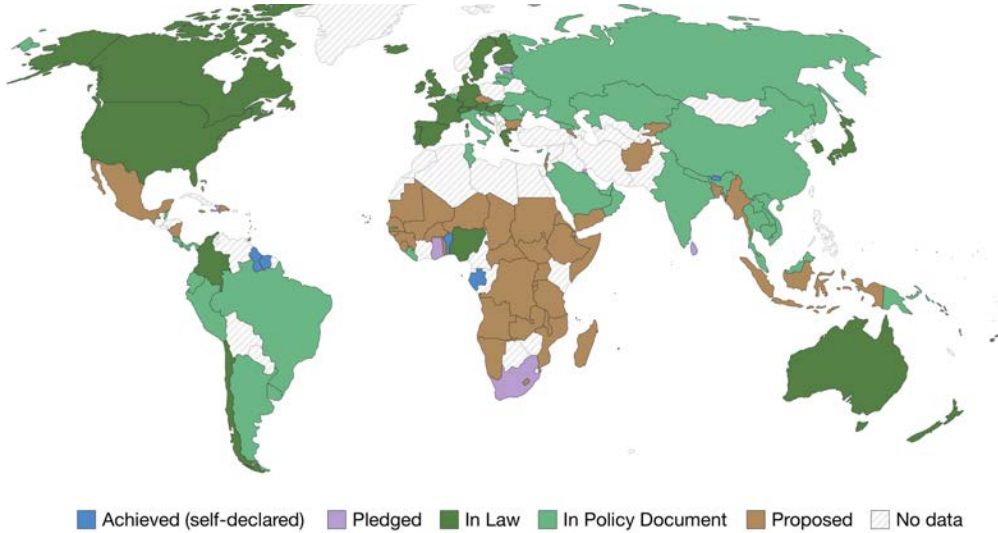 Achieved (self-declared) Pledged In Law In Policy Document Proposed No data